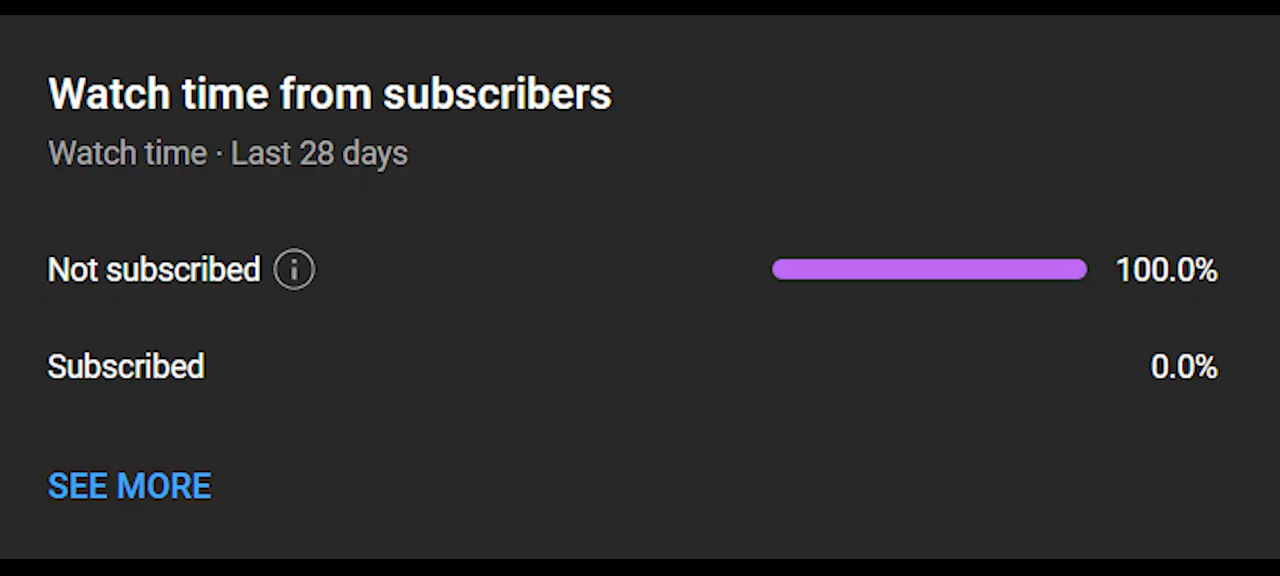 Watch time from subscribers
Watch time · Last 28 days
Not subscribed 100.0%
Subscribed 0.0%
SEE MORE